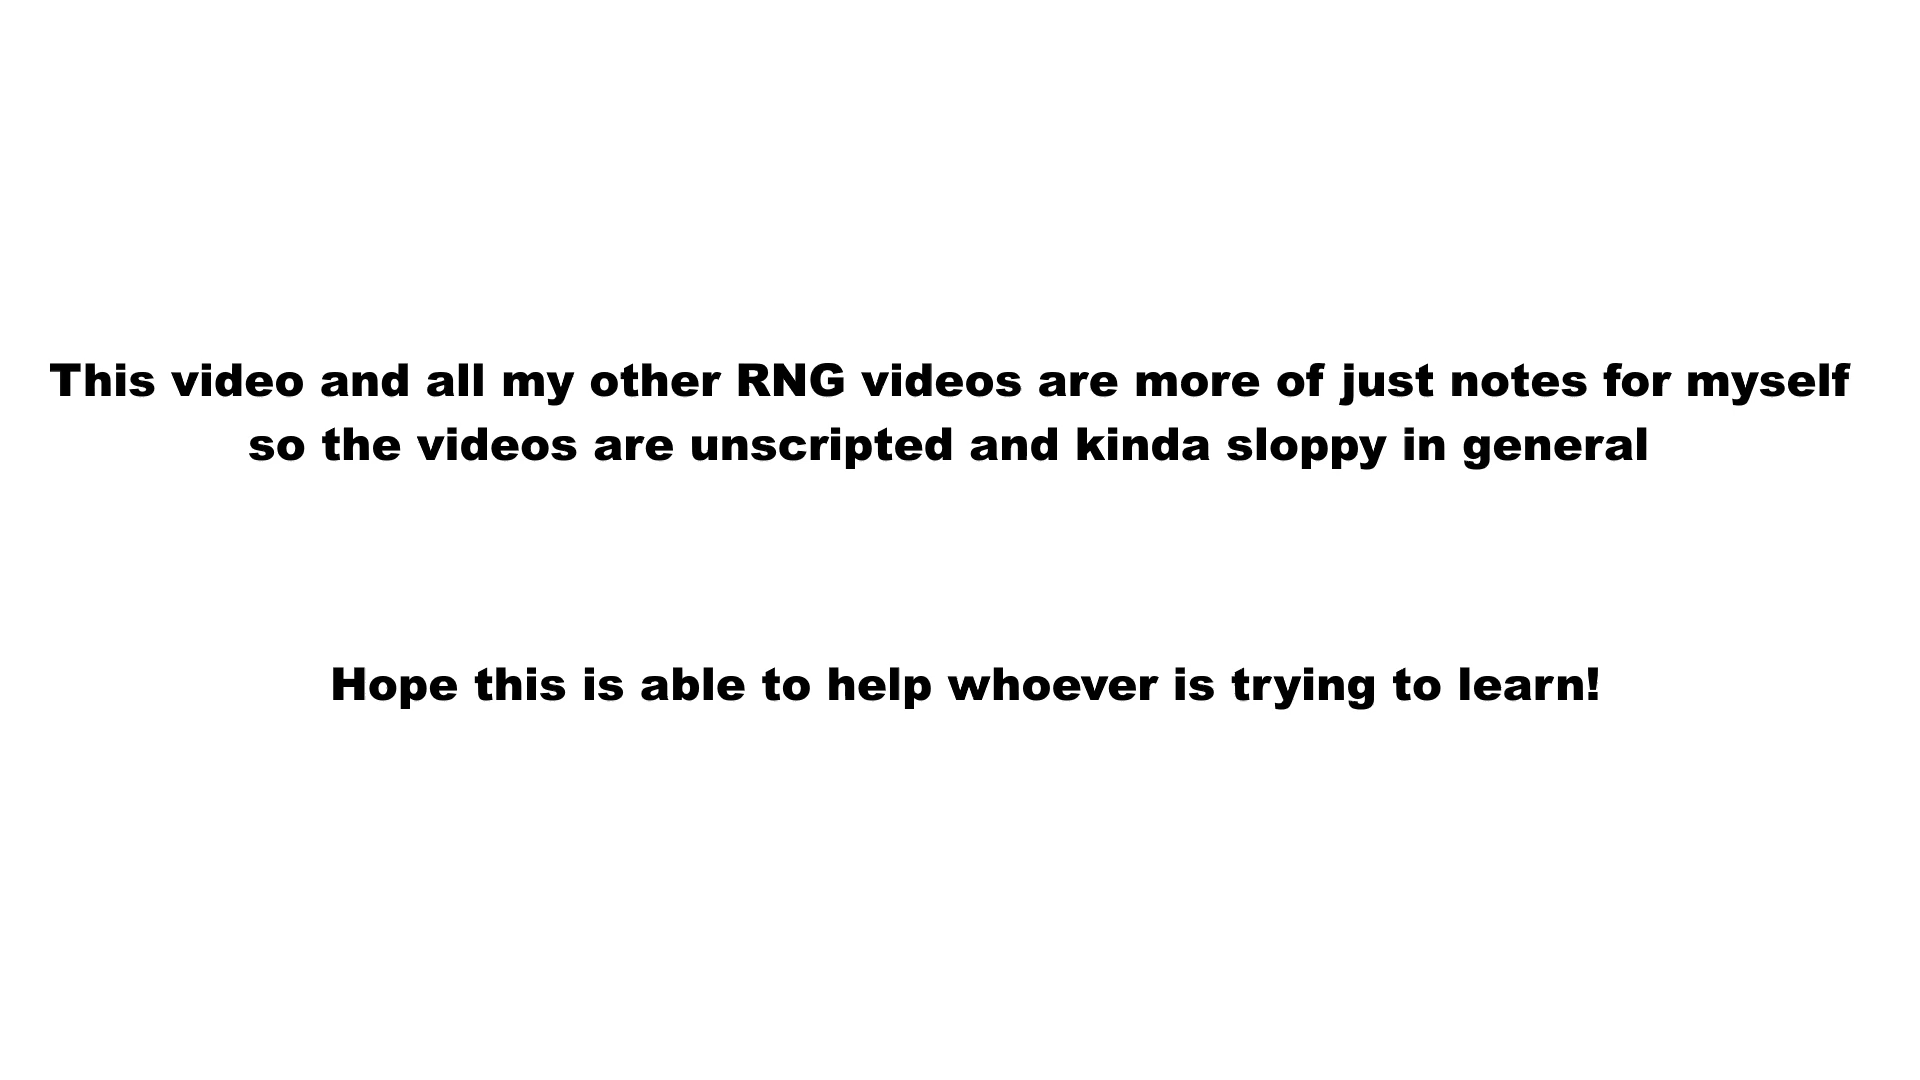 This video and all my other RNG videos are more of just notes for myself
so the videos are unscripted and kinda sloppy in general
Hope this is able to help whoever is trying to learn!